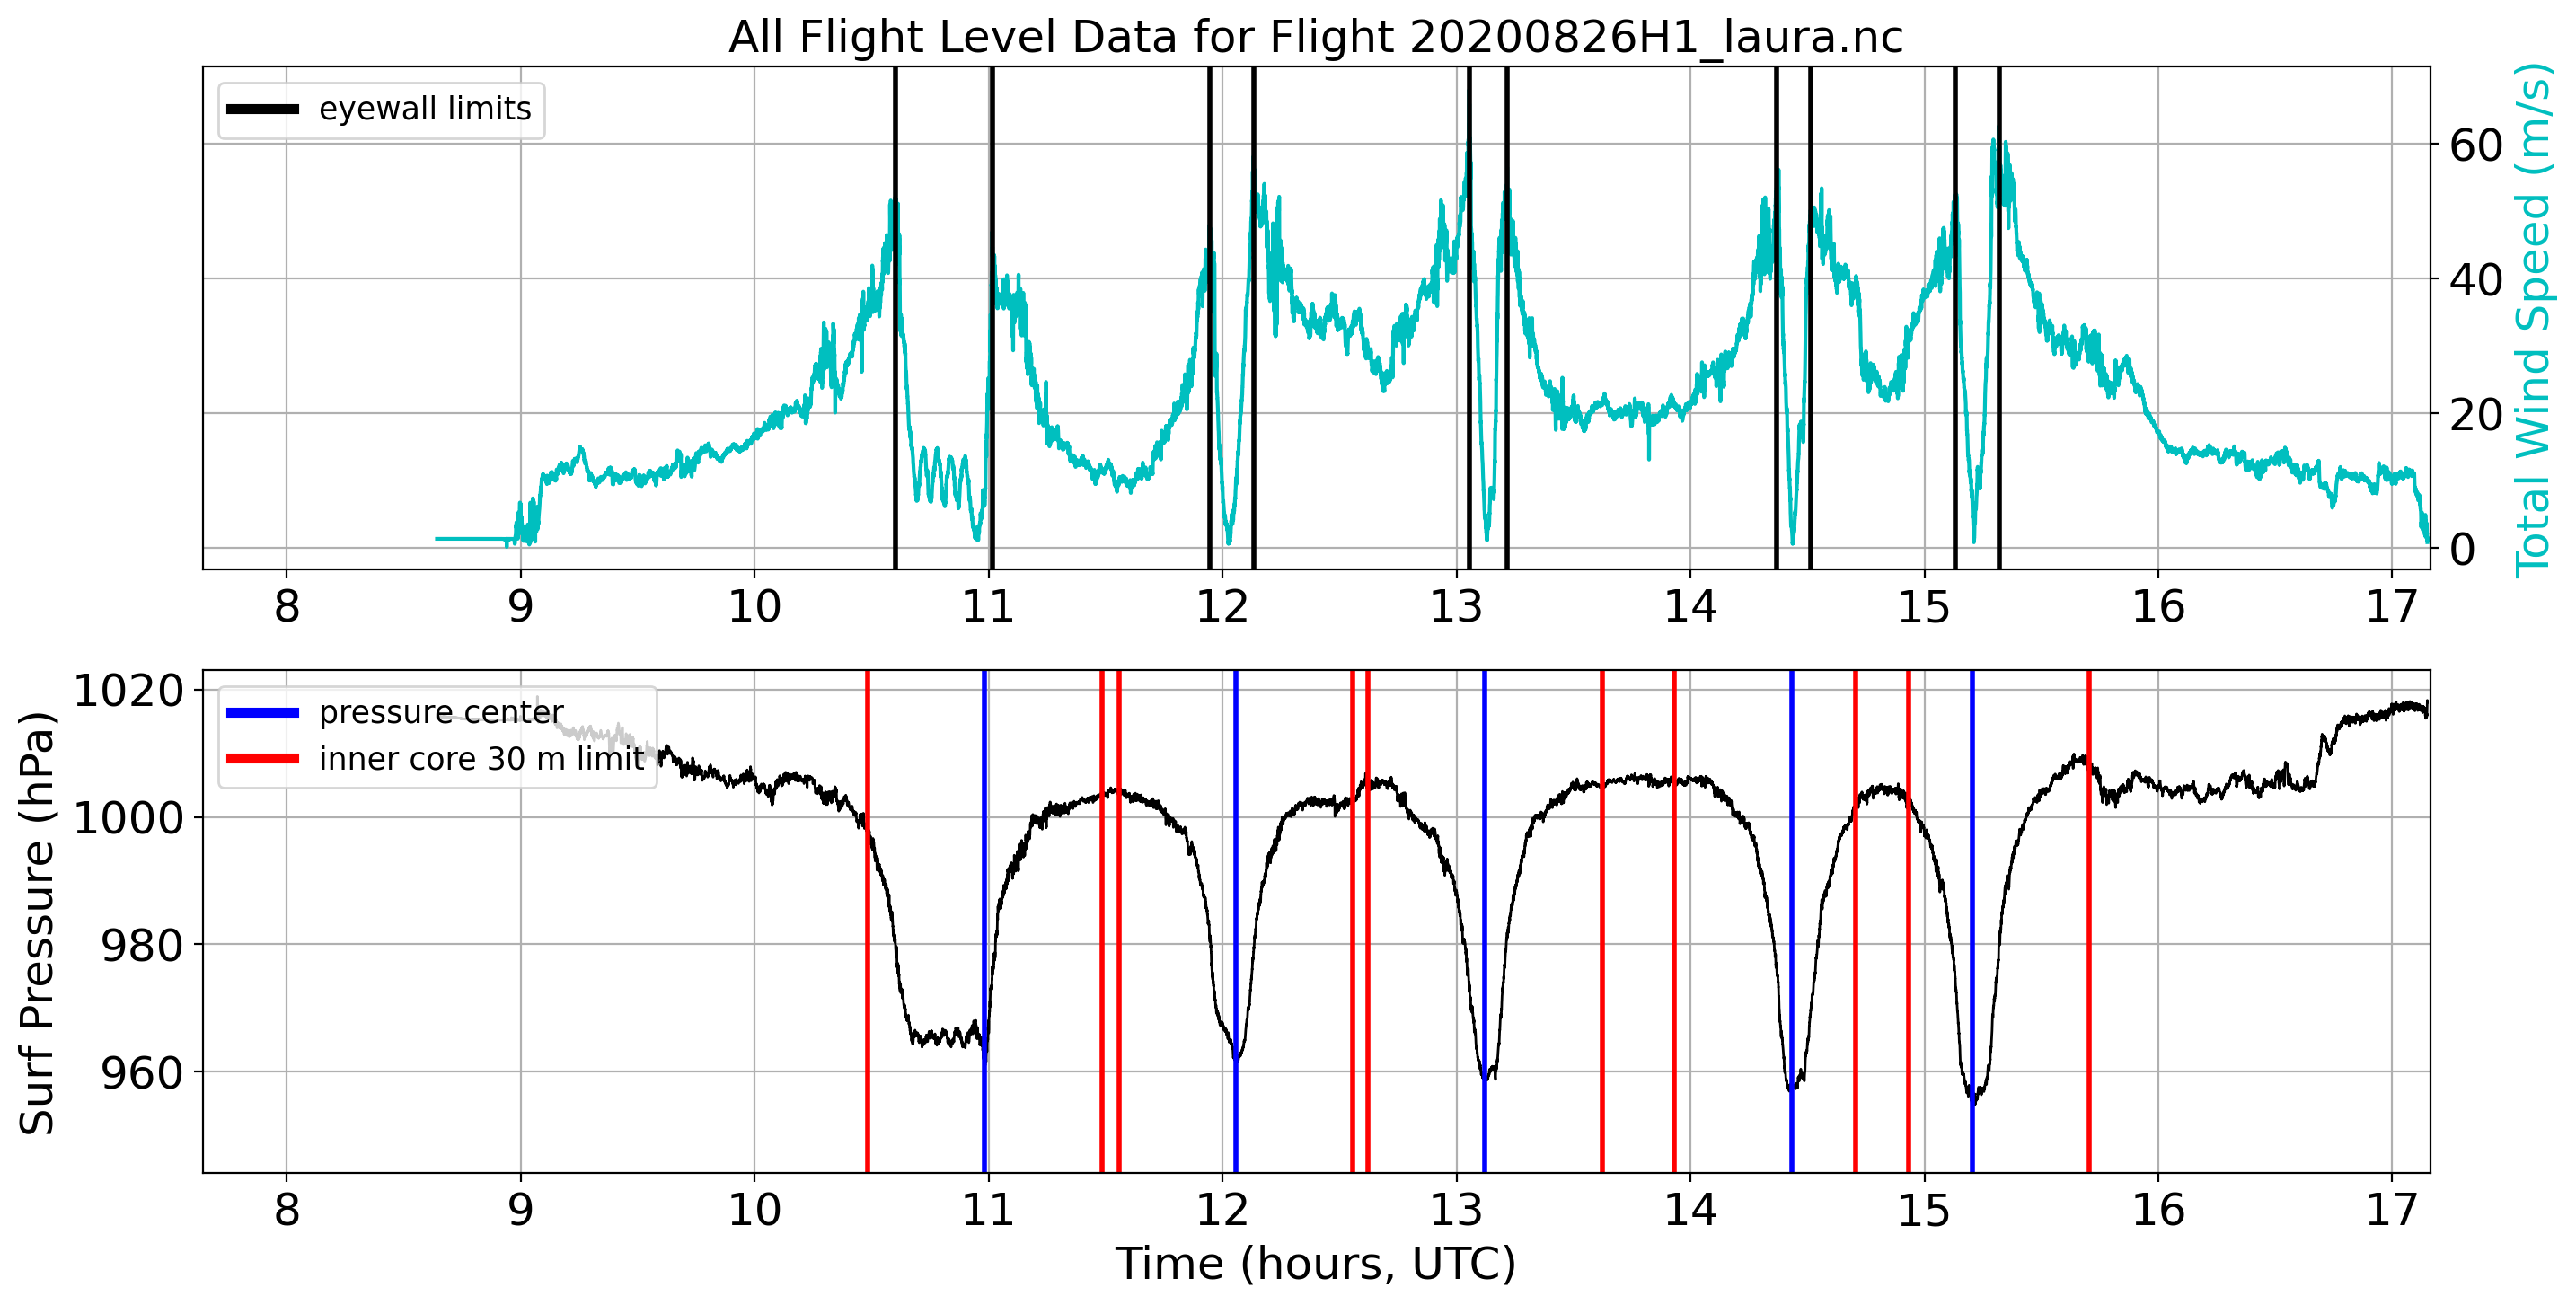 All Flight Level Data for Flight 20200826H1_laura.nc
eyewall limits
60
40
20
0
Total Wind Speed (m/s)
8 9 10 11 12 13 14 15 16 17
1020
1000
980
960
Surf Pressure (hPa)
pressure center
inner core 30 m limit
8 9 10 11 12 13 14 15 16 17
Time (hours, UTC)